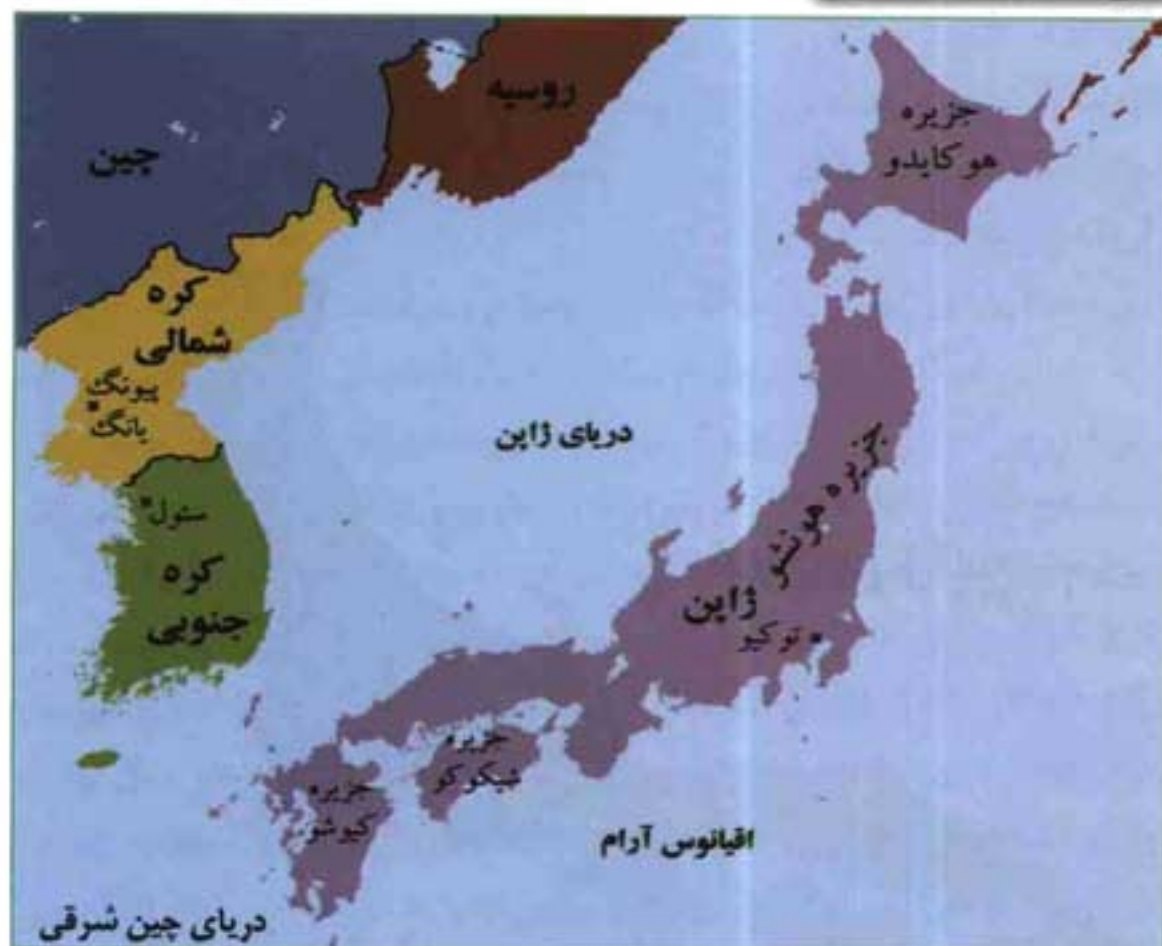 روسیه
چین
جزیره
هوکایدو
کره
شمالی
پیونگ
یانگ
دریای ژاپن
سئول
کره
جنوبی
جزیره هونشو
ژاپن
توکیو
جزیره
شیکوکو
جزیره
کیوشو
اقیانوس آرام
دریای چین شرقی